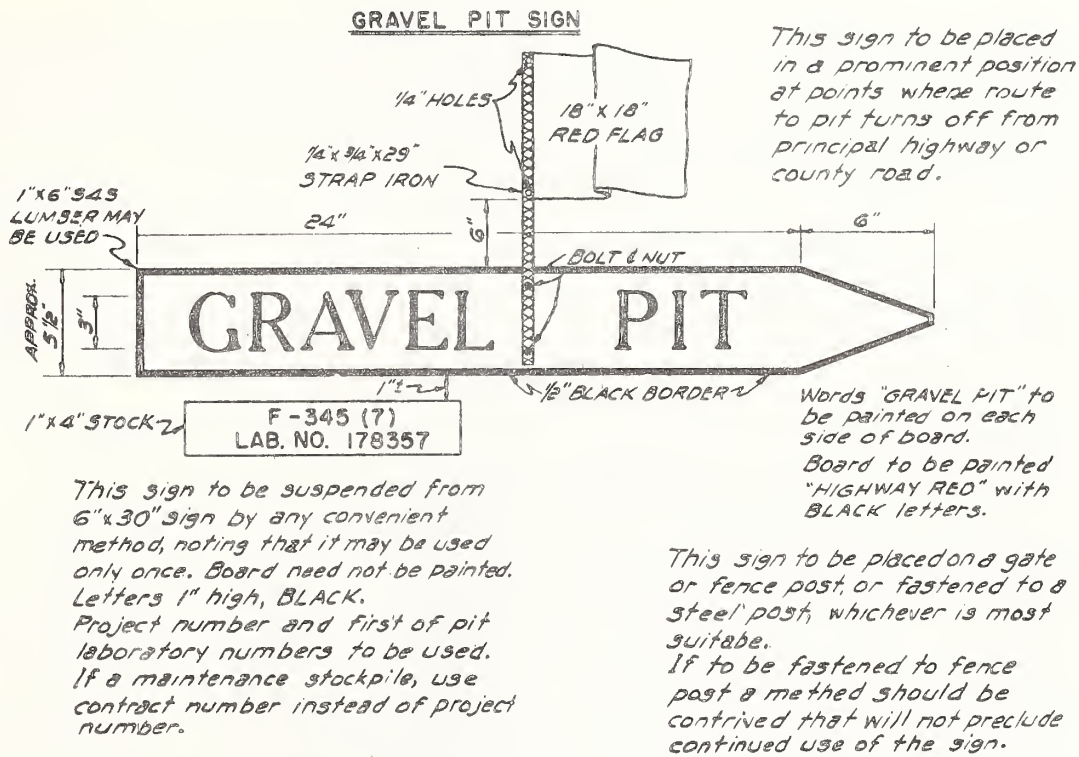 GRAVEL PIT SIGN
This sign to be placed
in a prominent position
at points where route
to pit turns off from
principal highway or
county road.
1/4" HOLES
18" X 18"
RED FLAG
1/4" x 3/4" x 29"
STRAP IRON
1" X 6" S4S
LUMBER MAY
BE USED
24"
6"
6"
BOLT & NUT
APPROX.
5 1/2"
3"
GRAVEL PIT
1"±
1/2" BLACK BORDER
1" x 4" STOCK
F-345 (7)
LAB. NO. 178357
Words "GRAVEL PIT" to
be painted on each
side of board.
Board to be painted
"HIGHWAY RED" with
BLACK letters.
This sign to be suspended from
6" x 30" sign by any convenient
method, noting that it may be used
only once. Board need not be painted.
Letters 1" high, BLACK.
Project number and first of pit
laboratory numbers to be used.
If a maintenance stockpile, use
contract number instead of project
number.
This sign to be placed on a gate
or fence post, or fastened to a
steel post, whichever is most
suitabe.
If to be fastened to fence
post a methed should be
contrived that will not preclude
continued use of the sign.